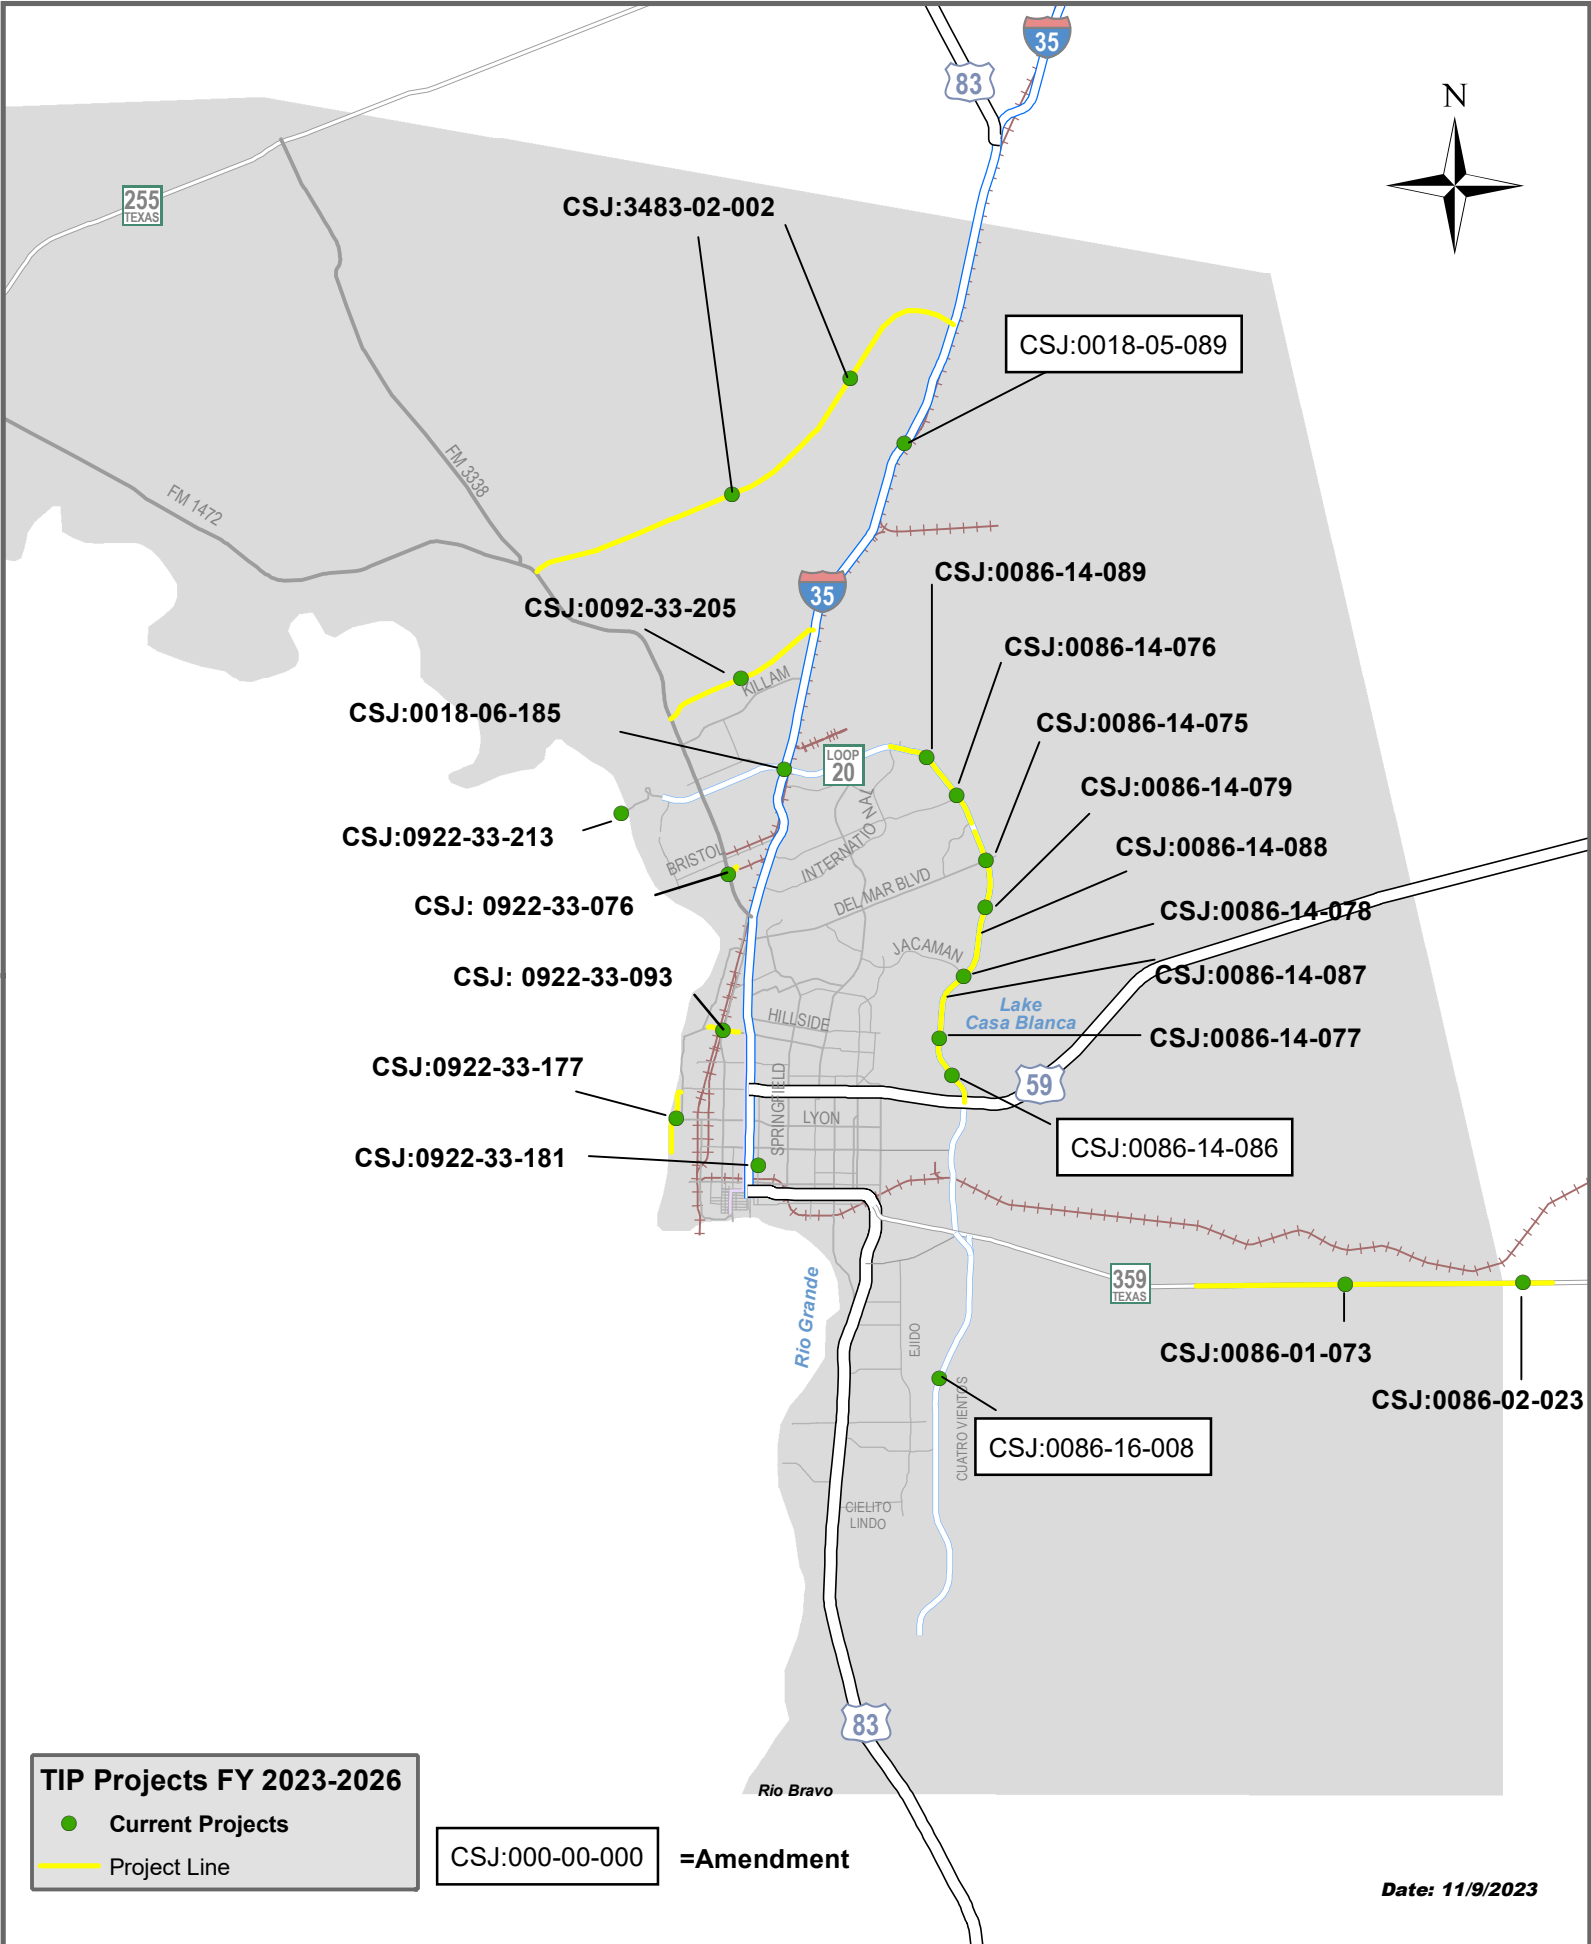 35
83
N
255
TEXAS
CSJ:3483-02-002
CSJ:0018-05-089
FM 3338
FM 1472
35
CSJ:0086-14-089
CSJ:0092-33-205
CSJ:0086-14-076
KILLAM
CSJ:0018-06-185
CSJ:0086-14-075
LOOP
20
CSJ:0086-14-079
INTERNATIONAL
CSJ:0922-33-213
CSJ:0086-14-088
BRISTOL
DEL MAR BLVD
CSJ: 0922-33-076
CSJ:0086-14-078
JACAMAN
CSJ: 0922-33-093
CSJ:0086-14-087
Lake
Casa Blanca
HILLSIDE
CSJ:0086-14-077
CSJ:0922-33-177
59
SPRINGFIELD
LYON
CSJ:0086-14-086
CSJ:0922-33-181
359
TEXAS
Rio Grande
EJIDO
CSJ:0086-01-073
CSJ:0086-02-023
CUATRO VIENTOS
CSJ:0086-16-008
CIELITO
LINDO
83
Rio Bravo
TIP Projects FY 2023-2026
Current Projects
Project Line
CSJ:000-00-000 =Amendment
Date: 11/9/2023